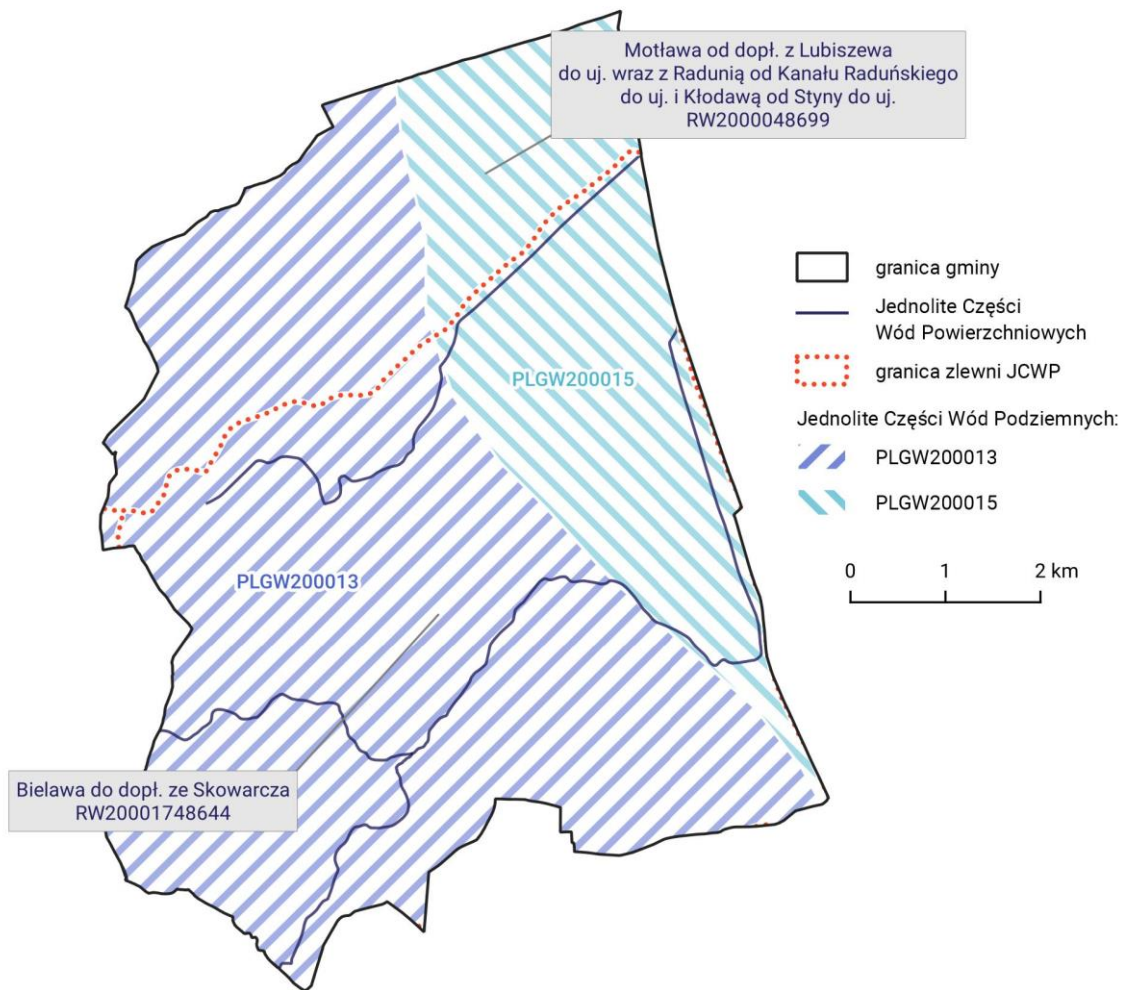 Motława od dopł. z Lubiszewa
do uj. wraz z Radunią od Kanału Raduńskiego
do uj. i Kłodawą od Styny do uj.
RW2000048699
granica gminy
Jednolite Części
Wód Powierzchniowych
granica zlewni JCWP
Jednolite Części Wód Podziemnych:
PLGW200013
PLGW200015
0 1 2 km
PLGW200015
PLGW200013
Bielawa do dopł. ze Skowarcza
RW20001748644